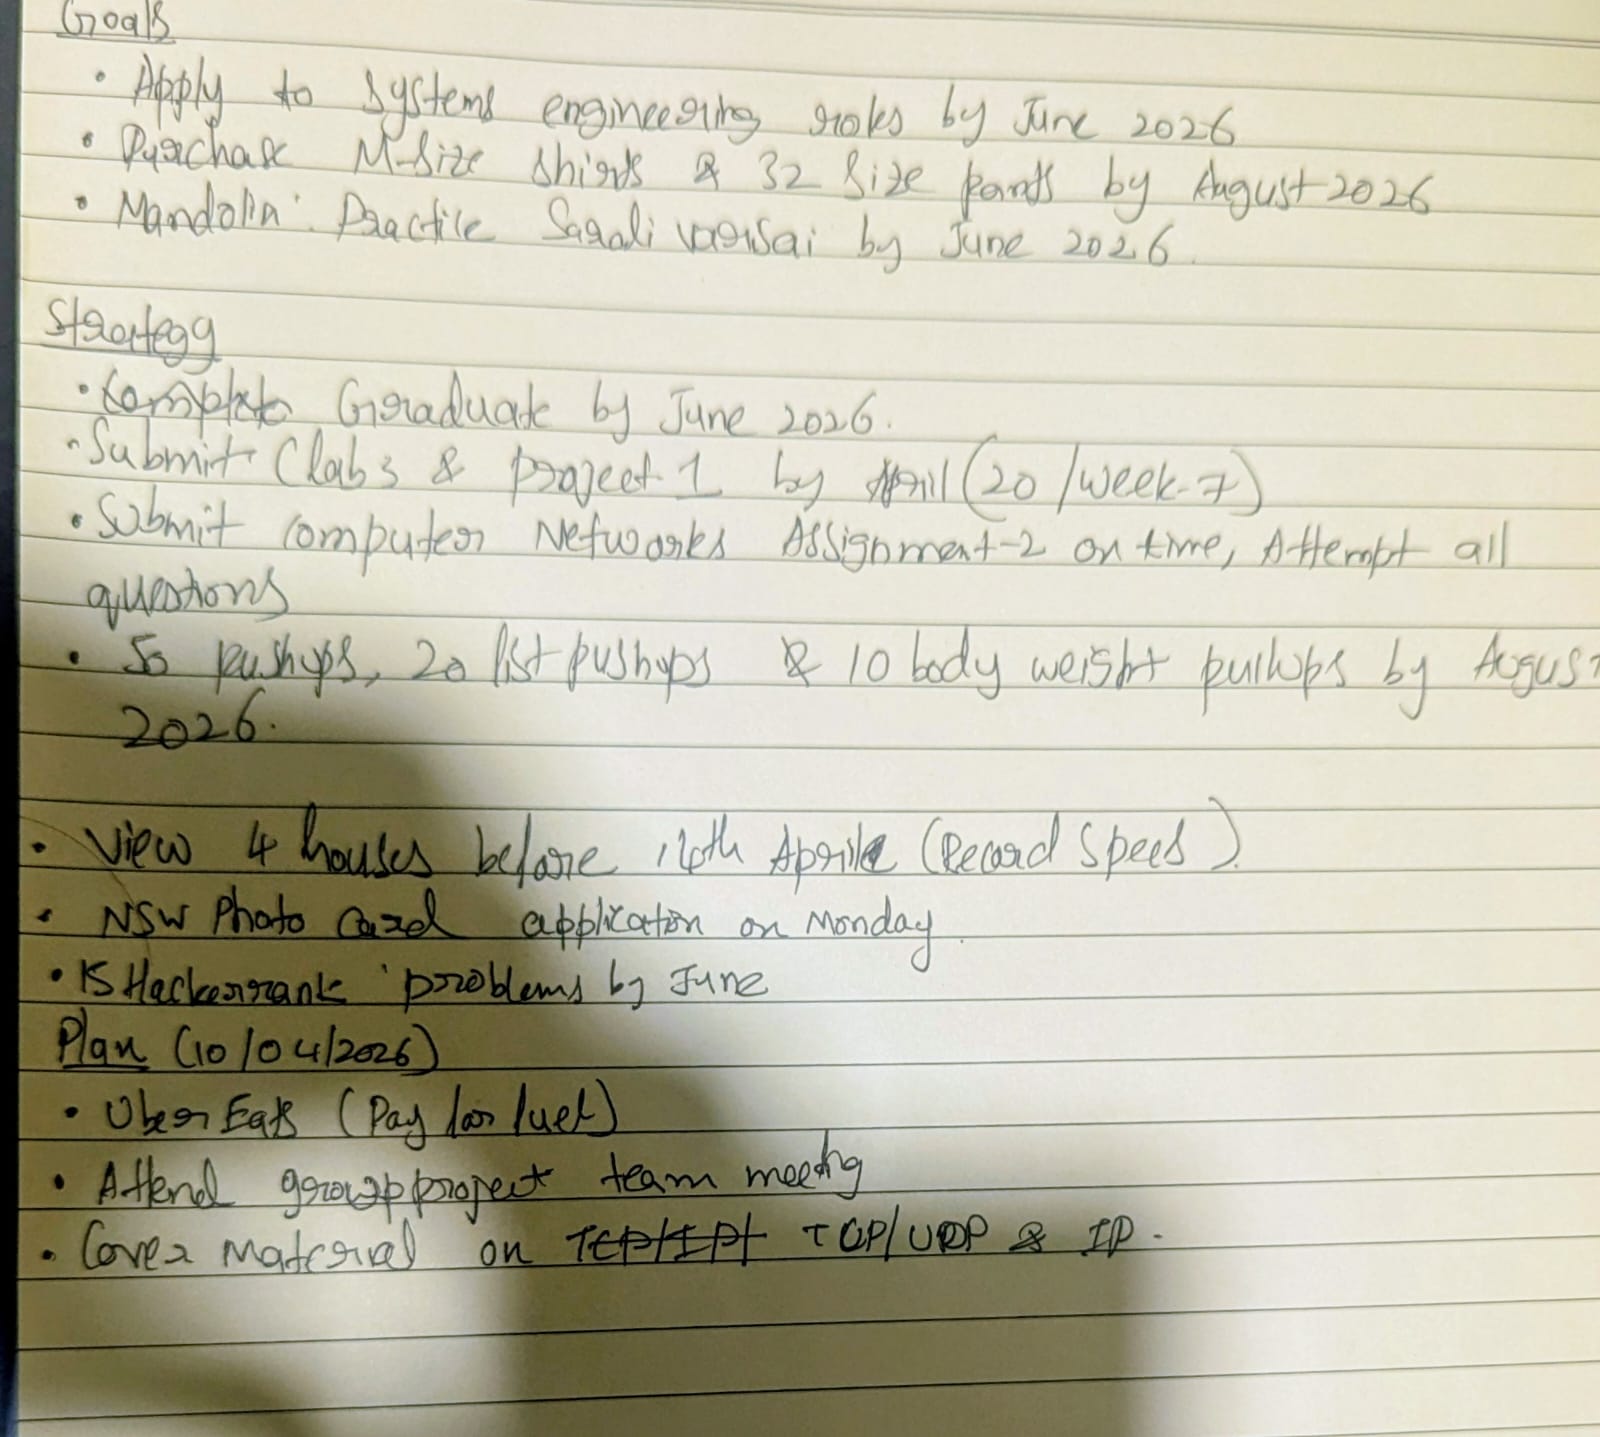 Goals
• Apply to Systems engineering roles by June 2026
• Purchase M-Size Shirts & 32 Size pants by August 2026
• Mandolin: Practice Sarali varisai by June 2026.
Strategy
• Complete Graduate by June 2026.
• Submit C labs & project 1 by April (20/week-7)
• Submit Computer Networks Assignment-2 on time, Attempt all
questions
• 50 pushups, 20 fist pushups & 10 body weight pullups by August
2026.
• View 4 houses before April (Record Specs).
• NSW Photo Card application on Monday.
• 15 Hackerrank problems by June
Plan (10/04/2026)
• Uber Eats (Pay for fuel)
• Attend group project team meeting
• Cover Material on TCP/IP/ TCP/UDP & IP.